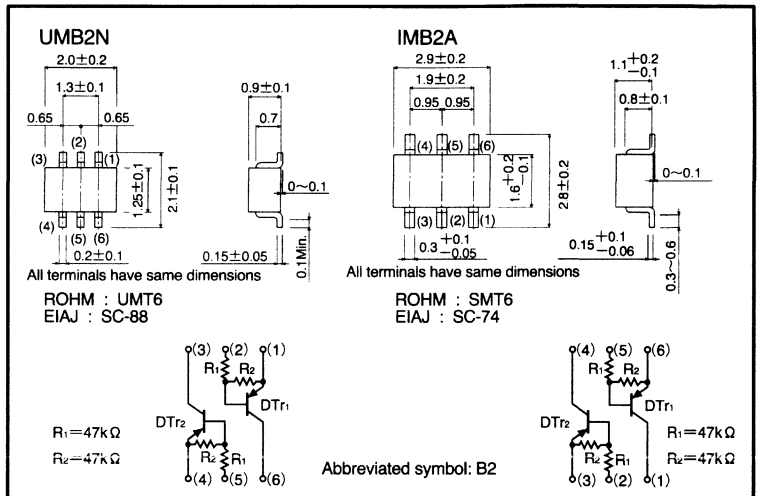 UMB2N
2.0±0.2
1.3±0.1
0.65
0.65
(2)
(3)
(1)
(4)
(5)
(6)
1.25±0.1
2.1±0.1
0.2±0.1
0.9±0.1
0.7
0~0.1
0.15±0.05
0.1Min.
All terminals have same dimensions
ROHM : UMT6
EIAJ : SC-88
IMB2A
2.9±0.2
1.9±0.2
0.95
0.95
(4)
(5)
(6)
(3)
(2)
(1)
1.6+0.2 −0.1
2.8±0.2
0.3+0.1 −0.05
1.1+0.2 −0.1
0.8±0.1
0~0.1
0.15+0.1 −0.06
0.3~0.6
All terminals have same dimensions
ROHM : SMT6
EIAJ : SC-74
(3) (2) (1)
R1
R2
DTr1
DTr2
R2
R1
(4) (5) (6)
R1=47kΩ
R2=47kΩ
Abbreviated symbol: B2
(4) (5) (6)
R1
R2
DTr1
DTr2
R2
R1
(3) (2) (1)
R1=47kΩ
R2=47kΩ